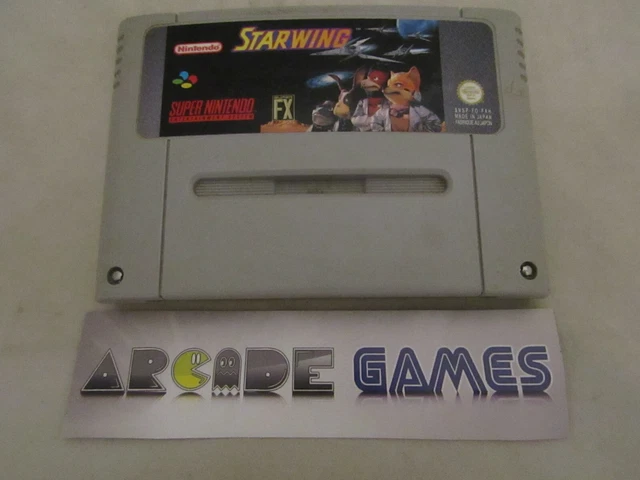 Nintendo
STARWING
SUPER NINTENDO
ENTERTAINMENT SYSTEM
FX
MADE IN JAPAN
ARCADE GAMES